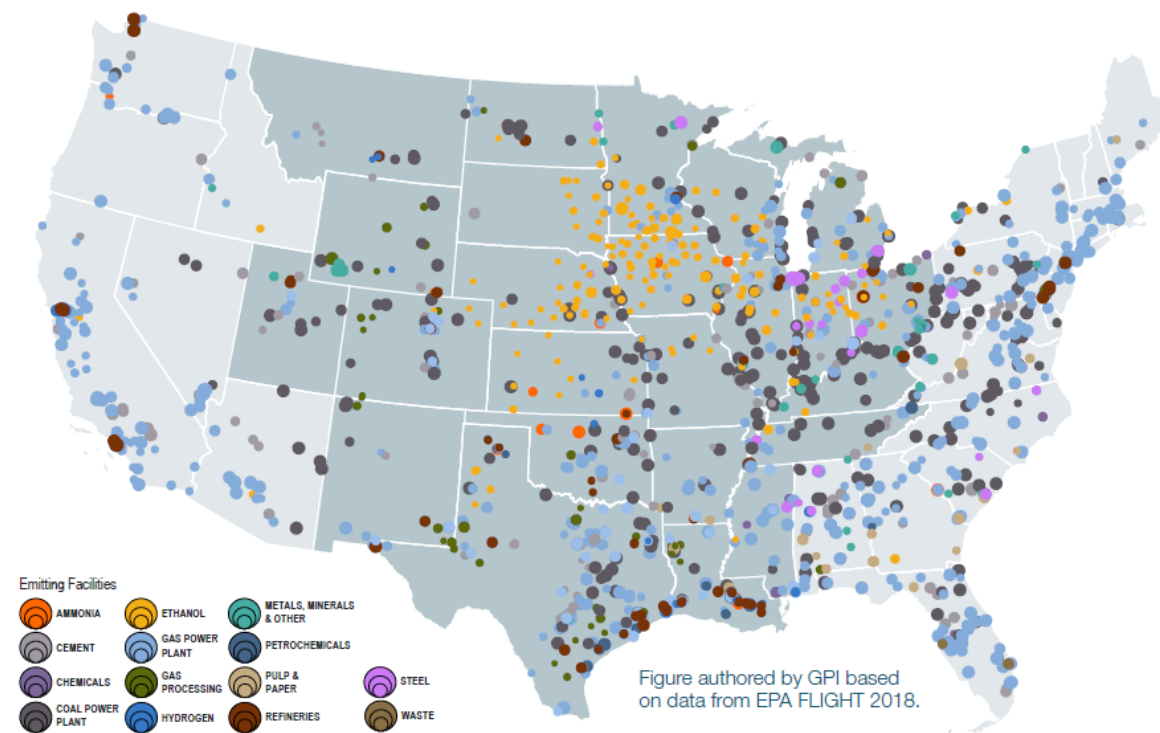 Emitting Facilities
AMMONIA
CEMENT
CHEMICALS
COAL POWER
PLANT
ETHANOL
GAS POWER
PLANT
GAS
PROCESSING
HYDROGEN
METALS, MINERALS
& OTHER
PETROCHEMICALS
PULP &
PAPER
REFINERIES
STEEL
WASTE
Figure authored by GPI based
on data from EPA FLIGHT 2018.